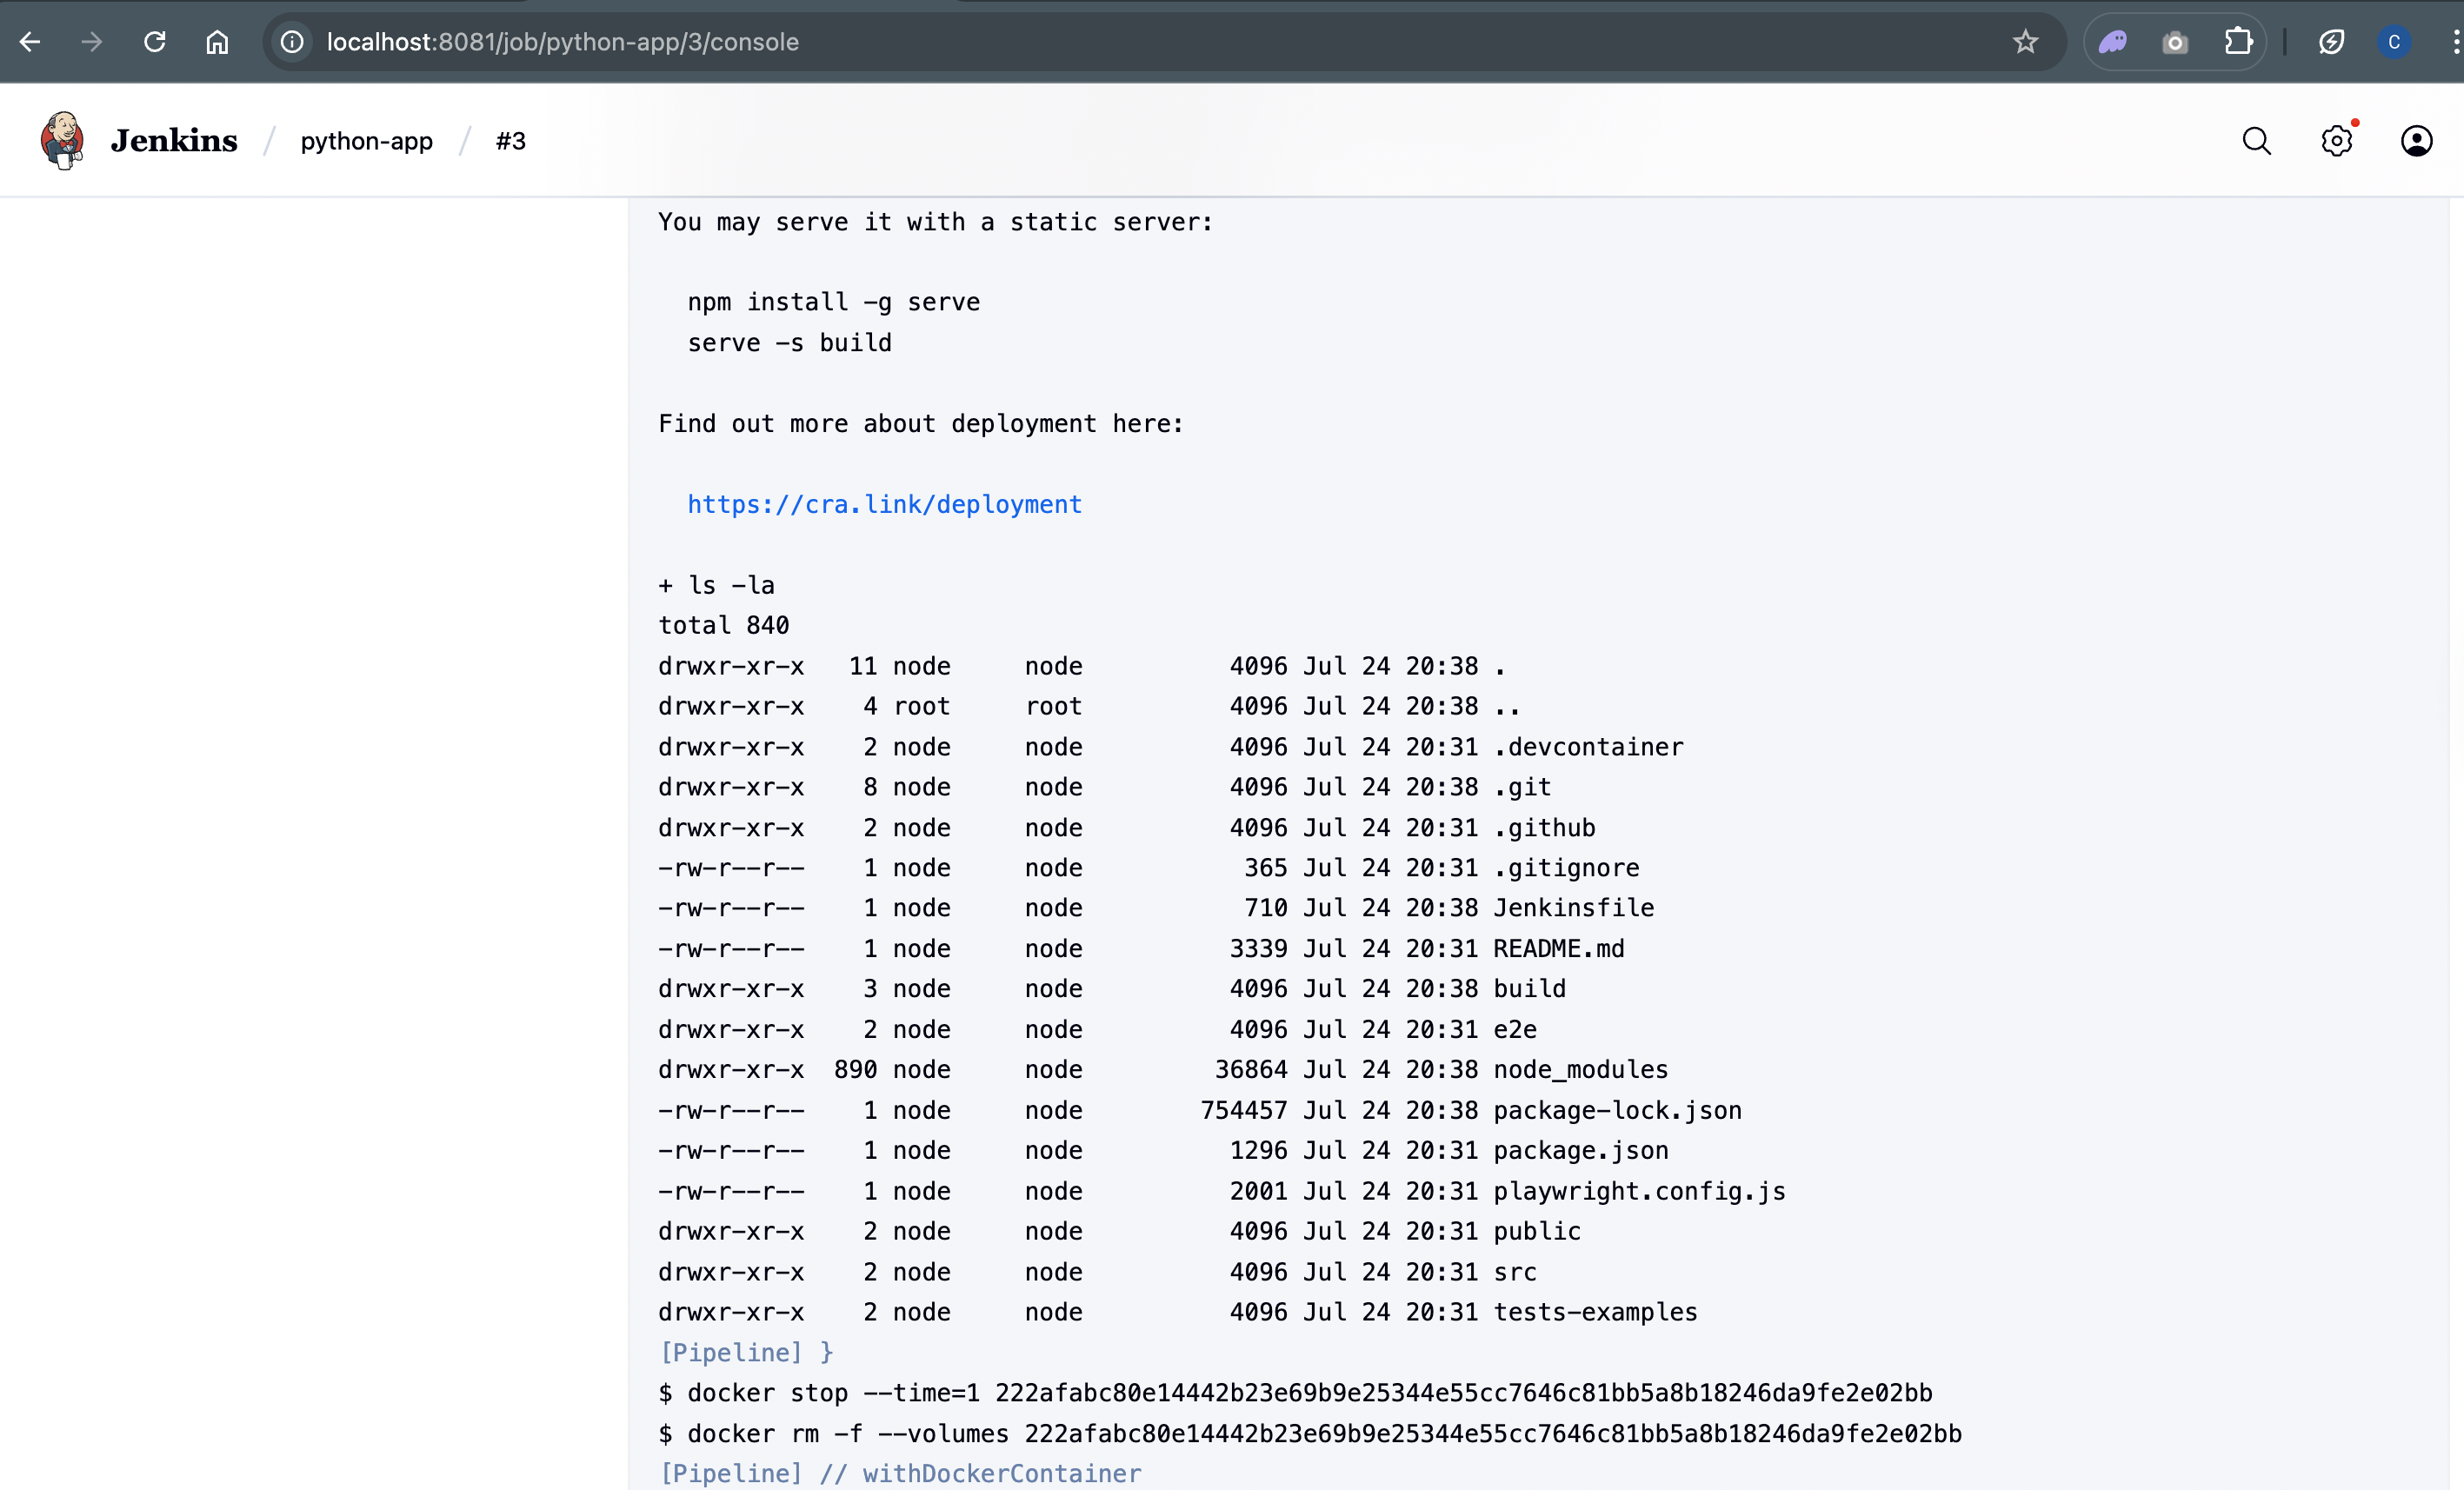 localhost:8081/job/python-app/3/console
C
Jenkins / python-app / #3
You may serve it with a static server:
npm install -g serve
serve -s build
Find out more about deployment here:
https://cra.link/deployment
+ ls -la
total 840
drwxr-xr-x   11 node     node          4096 Jul 24 20:38 .
drwxr-xr-x    4 root     root          4096 Jul 24 20:38 ..
drwxr-xr-x    2 node     node          4096 Jul 24 20:31 .devcontainer
drwxr-xr-x    8 node     node          4096 Jul 24 20:38 .git
drwxr-xr-x    2 node     node          4096 Jul 24 20:31 .github
-rw-r--r--    1 node     node           365 Jul 24 20:31 .gitignore
-rw-r--r--    1 node     node           710 Jul 24 20:38 Jenkinsfile
-rw-r--r--    1 node     node          3339 Jul 24 20:31 README.md
drwxr-xr-x    3 node     node          4096 Jul 24 20:38 build
drwxr-xr-x    2 node     node          4096 Jul 24 20:31 e2e
drwxr-xr-x  890 node     node         36864 Jul 24 20:38 node_modules
-rw-r--r--    1 node     node        754457 Jul 24 20:38 package-lock.json
-rw-r--r--    1 node     node          1296 Jul 24 20:31 package.json
-rw-r--r--    1 node     node          2001 Jul 24 20:31 playwright.config.js
drwxr-xr-x    2 node     node          4096 Jul 24 20:31 public
drwxr-xr-x    2 node     node          4096 Jul 24 20:31 src
drwxr-xr-x    2 node     node          4096 Jul 24 20:31 tests-examples
[Pipeline] }
$ docker stop --time=1 222afabc80e14442b23e69b9e25344e55cc7646c81bb5a8b18246da9fe2e02bb
$ docker rm -f --volumes 222afabc80e14442b23e69b9e25344e55cc7646c81bb5a8b18246da9fe2e02bb
[Pipeline] // withDockerContainer